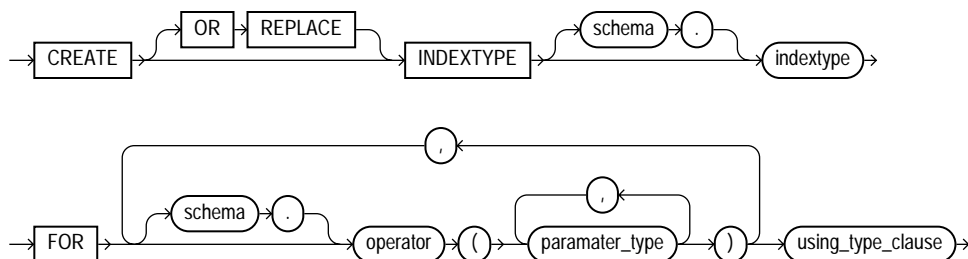 OR REPLACE schema .
CREATE INDEXTYPE indextype
,
schema . ,
FOR operator ( paramater_type ) using_type_clause